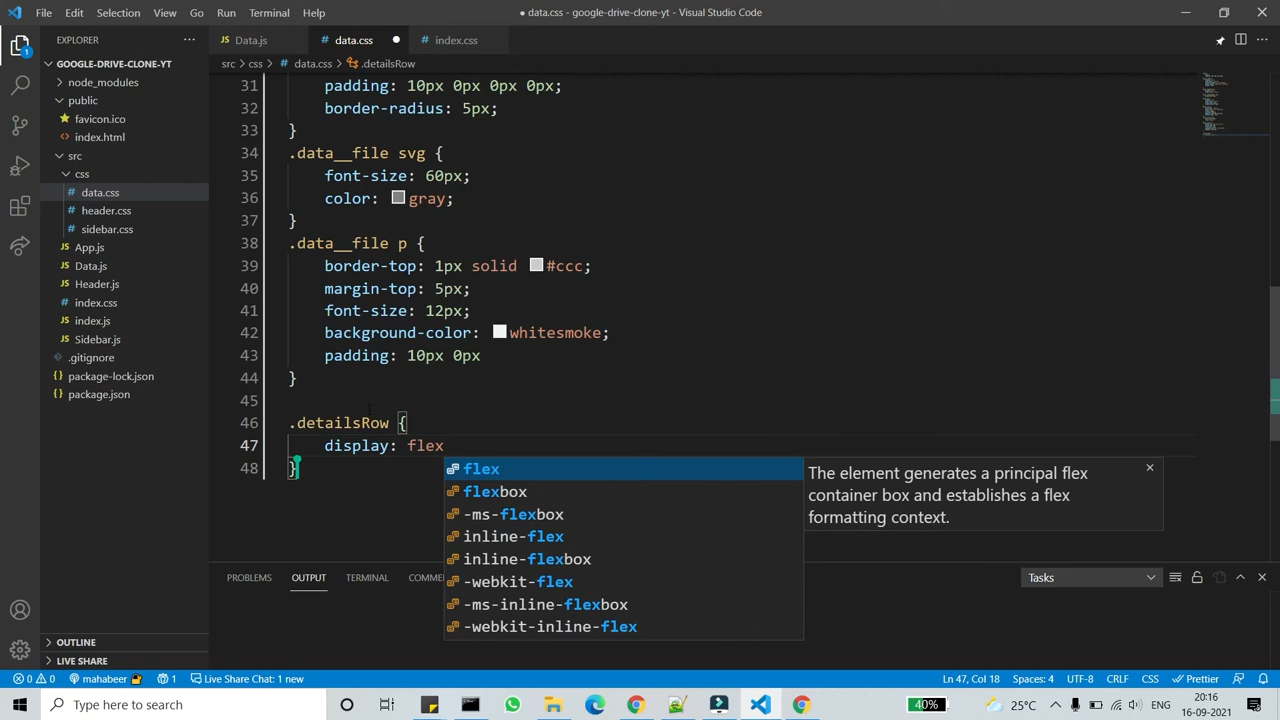 File Edit Selection View Go Run Terminal Help
● data.css - google-drive-clone-yt - Visual Studio Code
EXPLORER ···
Data.js
# data.css ●
# index.css
src > css > # data.css > .detailsRow
GOOGLE-DRIVE-CLONE-YT
node_modules
public
favicon.ico
<> index.html
src
css
# data.css
# header.css
# sidebar.css
JS App.js
JS Data.js
JS Header.js
# index.css
JS index.js
JS Sidebar.js
.gitignore
{} package-lock.json
{} package.json
OUTLINE
LIVE SHARE
31 padding: 10px 0px 0px 0px;
32 border-radius: 5px;
33 }
34 .data__file svg {
35 font-size: 60px;
36 color: gray;
37 }
38 .data__file p {
39 border-top: 1px solid #ccc;
40 margin-top: 5px;
41 font-size: 12px;
42 background-color: whitesmoke;
43 padding: 10px 0px
44 }
45
46 .detailsRow {
47 display: flex
48 }
flex
flexbox
-ms-flexbox
inline-flex
inline-flexbox
-webkit-flex
-ms-inline-flexbox
-webkit-inline-flex
The element generates a principal flex
container box and establishes a flex
formatting context.
PROBLEMS OUTPUT TERMINAL COMME
Tasks
0 0 mahabeer 1 Live Share Chat: 1 new
Ln 47, Col 18 Spaces: 4 UTF-8 CRLF CSS Prettier
Type here to search
40% 25°C
20:16
16-09-2021